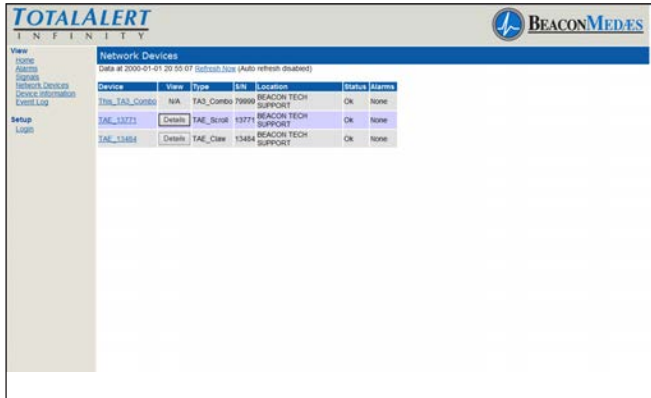 TOTALALERT
INFINITY
BEACONMEDÆS
View
Home
Alarms
Signals
Network Devices
Device Information
Event Log
Setup
Login
Network Devices
Data at 2000-01-01 20:55:07 Refresh Now (Auto refresh disabled)
Device View Type S/N Location Status Alarms
This_TA3_Combo N/A TA3_Combo 79999 BEACON TECH SUPPORT Ok None
TAE_13771 Details TAE_Scroll 13771 BEACON TECH SUPPORT Ok None
TAE_13484 Details TAE_Claw 13484 BEACON TECH SUPPORT Ok None